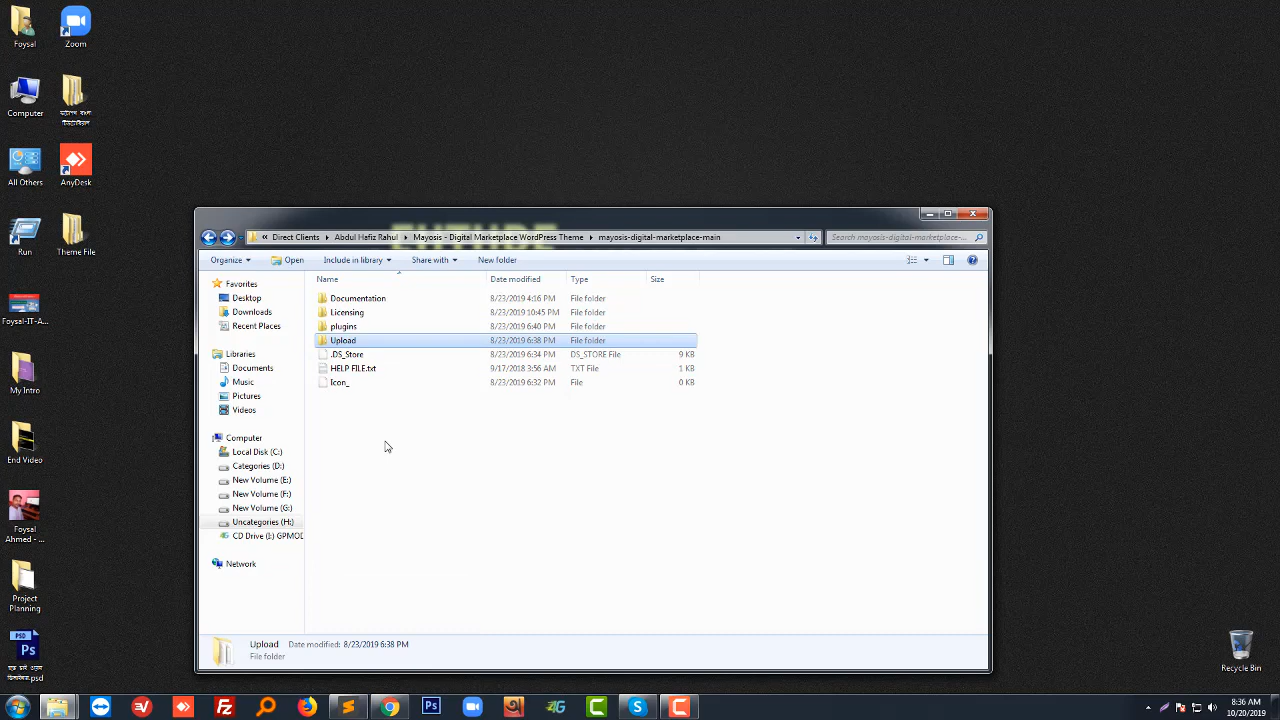 Foysal
Zoom
Computer
All Others
AnyDesk
Run
Theme File
Foysal-IT-A...
My Intro
End Video
Foysal
Ahmed - ...
Project
Planning
Direct Clients
Abdul Hafiz Rahul
Mayosis - Digital Marketplace WordPress Theme
mayosis-digital-marketplace-main
Search mayosis-digital-marketplace-...
Organize
Open
Include in library
Share with
New folder
Name
Date modified
Type
Size
Favorites
Desktop
Downloads
Recent Places
Libraries
Documents
Music
Pictures
Videos
Computer
Local Disk (C:)
Categories (D:)
New Volume (E:)
New Volume (F:)
New Volume (G:)
Uncategories (H:)
CD Drive (I:) GPMOD
Network
Documentation 8/23/2019 4:16 PM File folder
Licensing 8/23/2019 10:45 PM File folder
plugins 8/23/2019 6:40 PM File folder
Upload 8/23/2019 6:38 PM File folder
.DS_Store 8/23/2019 6:34 PM DS_STORE File 9 KB
HELP FILE.txt 9/17/2018 3:56 AM TXT File 1 KB
Icon_ 8/23/2019 6:32 PM File 0 KB
Upload Date modified: 8/23/2019 6:38 PM
File folder
Recycle Bin
8:36 AM
10/20/2019